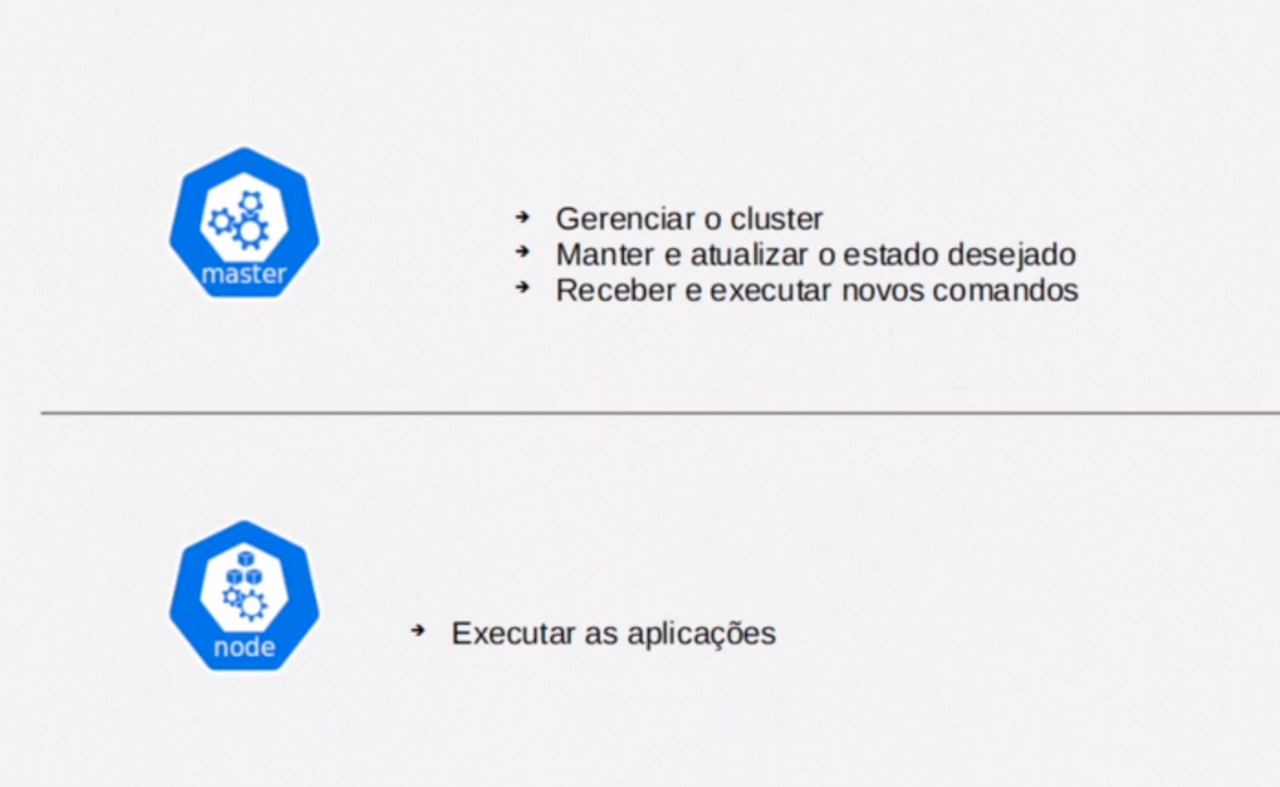 master
Gerenciar o cluster
Manter e atualizar o estado desejado
Receber e executar novos comandos
node
Executar as aplicações